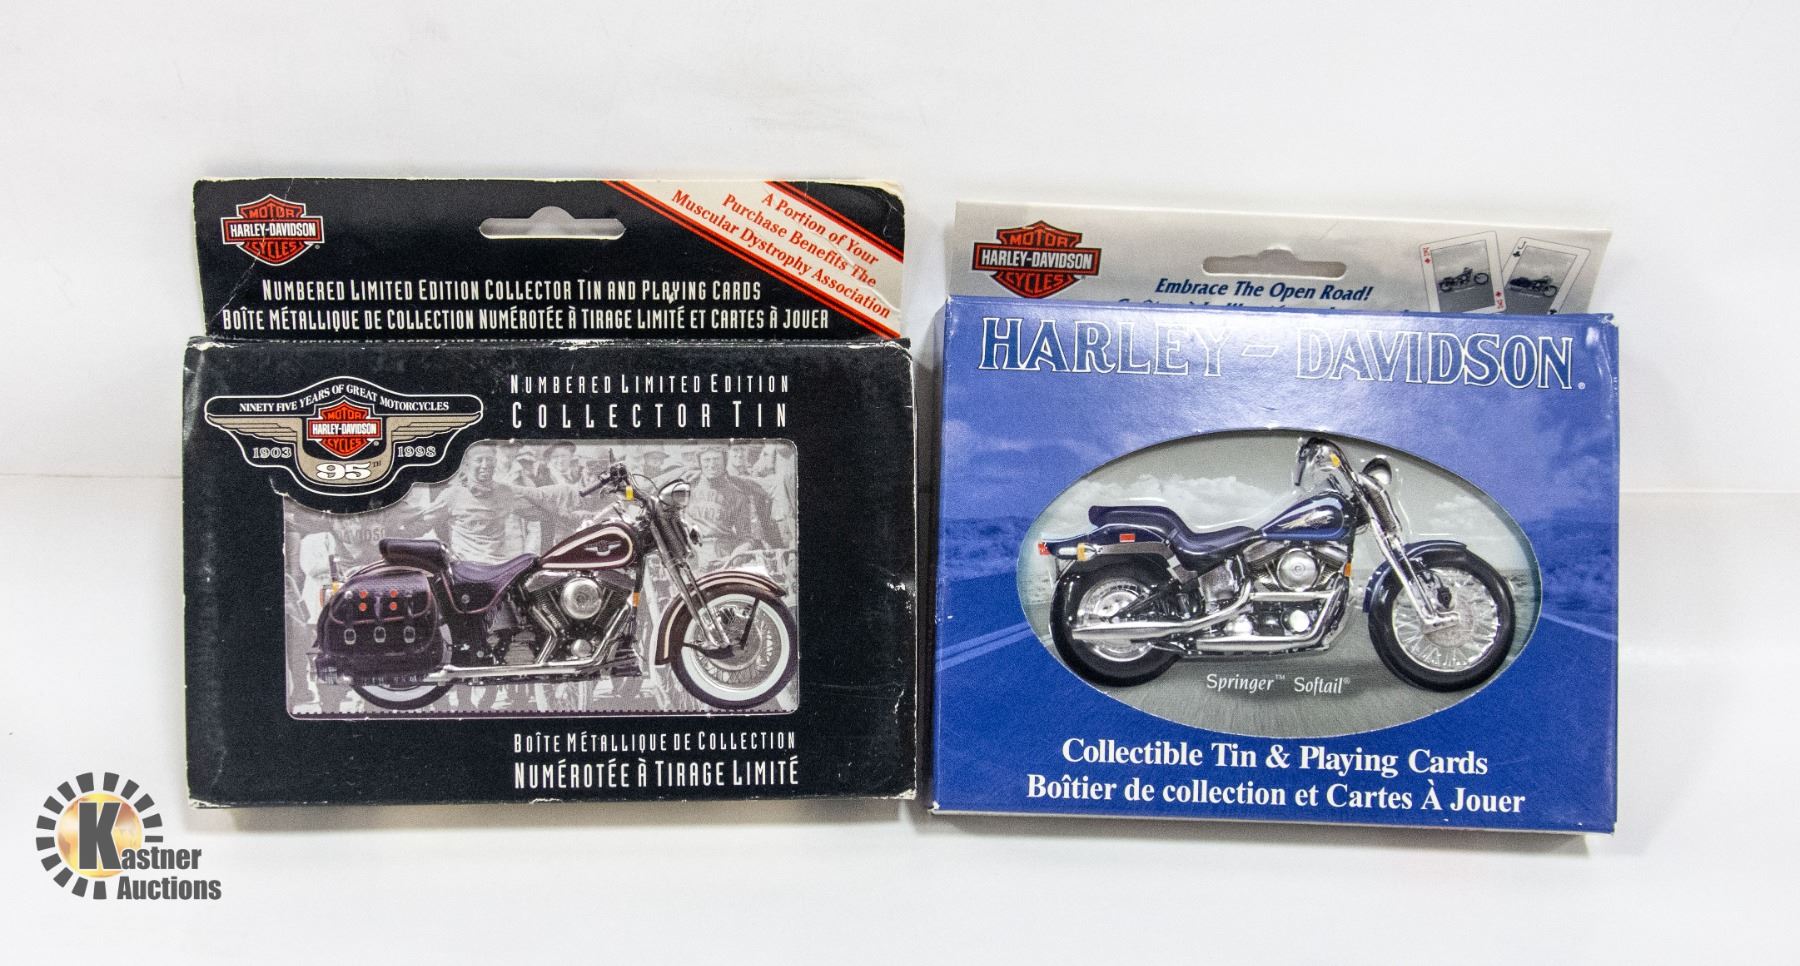 MOTOR
HARLEY-DAVIDSON
CYCLES
A Portion of Your
Purchase Benefits The
Muscular Dystrophy Association
NUMBERED LIMITED EDITION COLLECTOR TIN AND PLAYING CARDS
BOÎTE MÉTALLIQUE DE COLLECTION NUMÉROTÉE À TIRAGE LIMITÉ ET CARTES À JOUER
NINETY FIVE YEARS OF GREAT MOTORCYCLES
MOTOR
HARLEY-DAVIDSON
CYCLES
1903 1998
95TH
NUMBERED LIMITED EDITION
COLLECTOR TIN
BOÎTE MÉTALLIQUE DE COLLECTION
NUMÉROTÉE À TIRAGE LIMITÉ
MOTOR
HARLEY-DAVIDSON
CYCLES
Embrace The Open Road!
J
HARLEY-DAVIDSON®
Springer™ Softail®
Collectible Tin & Playing Cards
Boîtier de collection et Cartes À Jouer
Kastner
Auctions